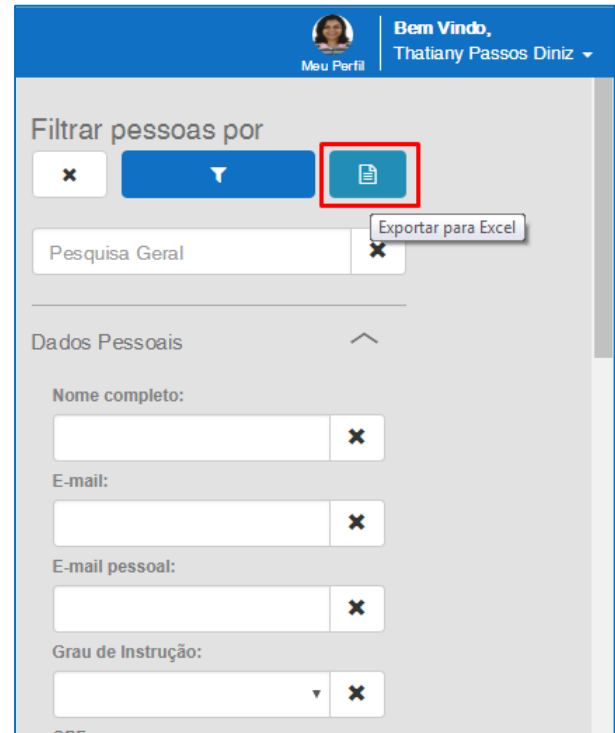 Bem Vindo,
Meu Perfil
Thatiany Passos Diniz
Filtrar pessoas por
Exportar para Excel
Pesquisa Geral
Dados Pessoais
Nome completo:
E-mail:
E-mail pessoal:
Grau de Instrução: